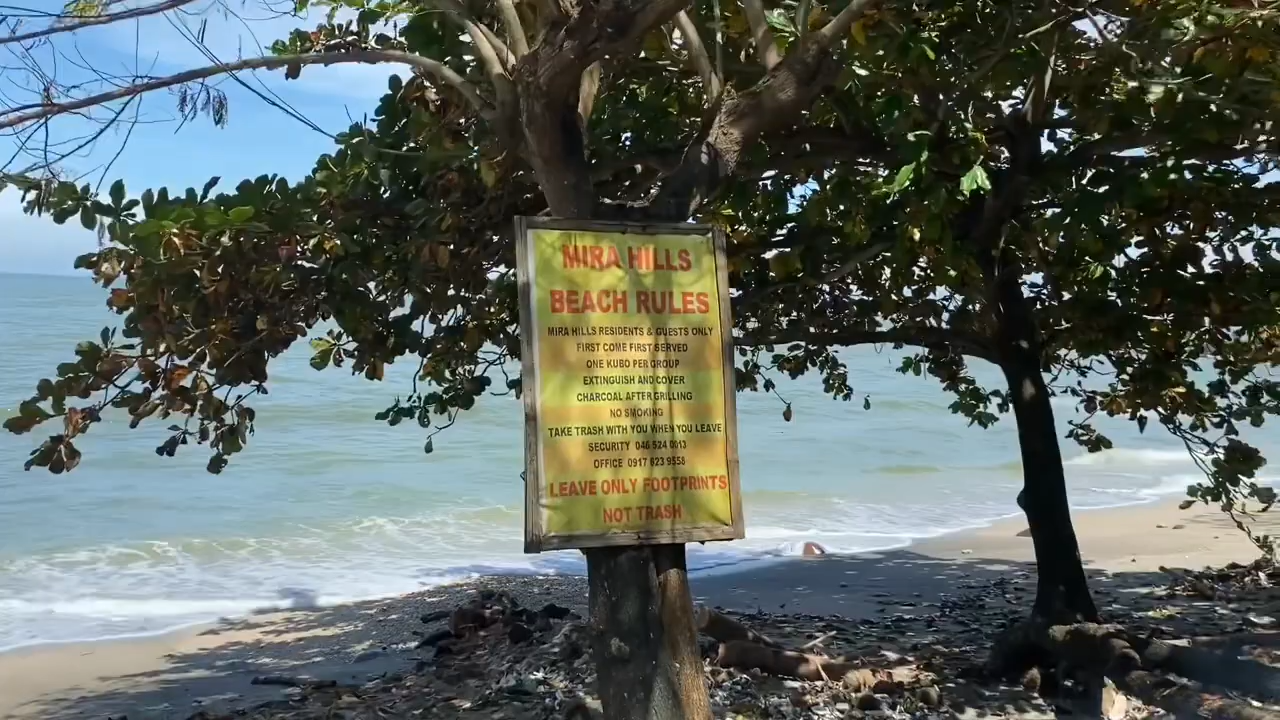 MIRA HILLS
BEACH RULES
MIRA HILLS RESIDENTS & GUESTS ONLY
FIRST COME FIRST SERVED
ONE KUBO PER GROUP
EXTINGUISH AND COVER
CHARCOAL AFTER GRILLING
NO SMOKING
TAKE TRASH WITH YOU WHEN YOU LEAVE
SECURITY 046 524 0013
OFFICE 0917 823 9558
LEAVE ONLY FOOTPRINTS
NOT TRASH